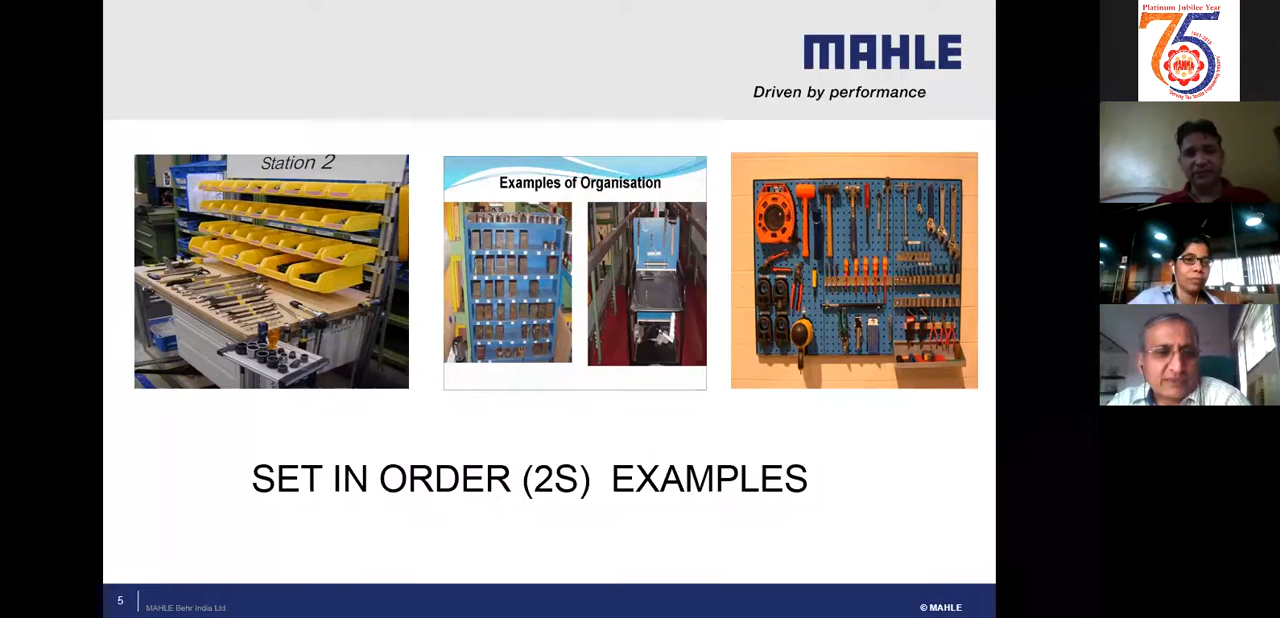 MAHLE
Driven by performance
Platinum Jubilee Year
75
Station 2
Examples of Organisation
SET IN ORDER (2S) EXAMPLES
5
MAHLE Behr India Ltd
© MAHLE